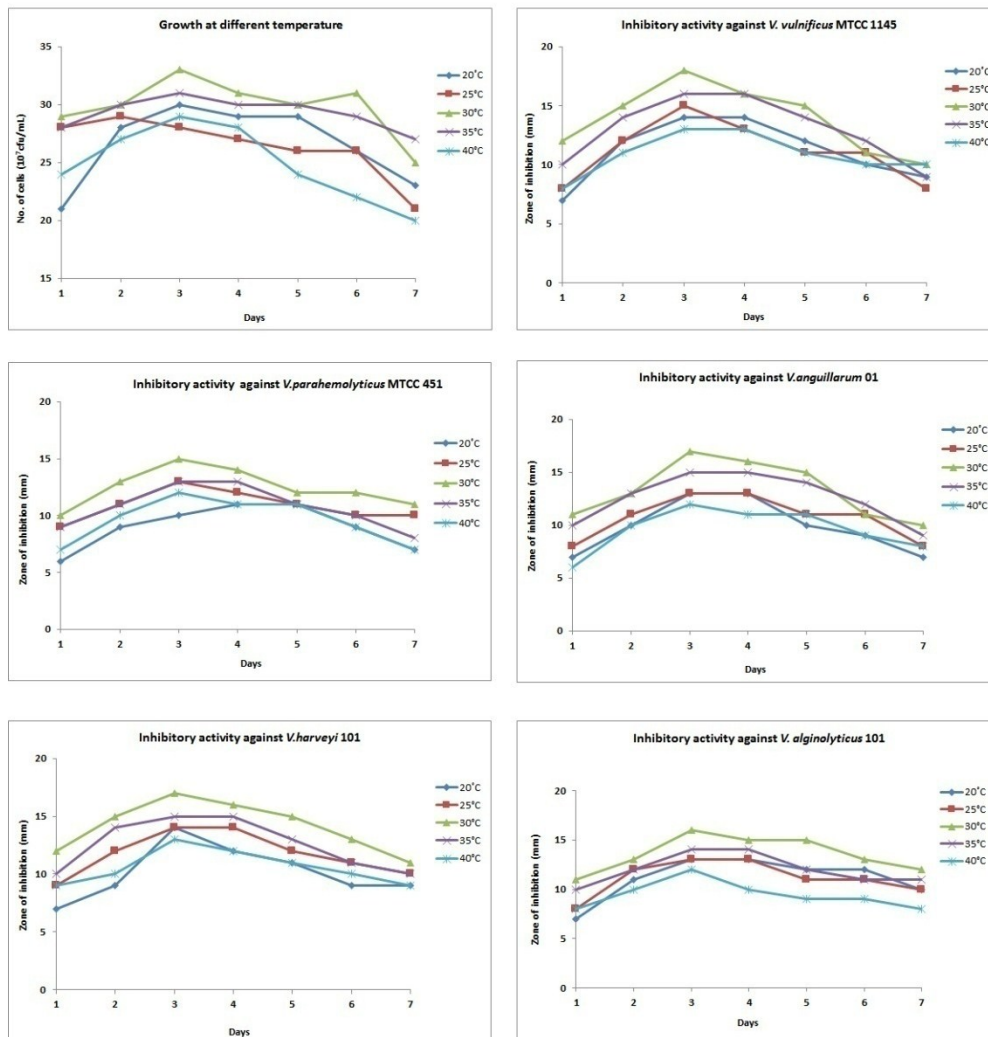 Growth at different temperature
35
30
25
20
15
No. of cells (10⁷cfu/mL)
1 2 3 4 5 6 7
Days
20°C
25°C
30°C
35°C
40°C
Inhibitory activity against V. vulnificus MTCC 1145
20
15
10
5
0
Zone of inhibition (mm)
1 2 3 4 5 6 7
Days
20°C
25°C
30°C
35°C
40°C
Inhibitory activity against V.parahemolyticus MTCC 451
20
15
10
5
0
Zone of inhibition (mm)
1 2 3 4 5 6 7
Days
20°C
25°C
30°C
35°C
40°C
Inhibitory activity against V.anguillarum 01
20
15
10
5
0
Zone of inhibition (mm)
1 2 3 4 5 6 7
Days
20°C
25°C
30°C
35°C
40°C
Inhibitory activity against V.harveyi 101
20
15
10
5
0
Zone of inhibition (mm)
1 2 3 4 5 6 7
Days
20°C
25°C
30°C
35°C
40°C
Inhibitory activity against V. alginolyticus 101
20
15
10
5
0
Zone of inhibition (mm)
1 2 3 4 5 6 7
Days
20°C
25°C
30°C
35°C
40°C